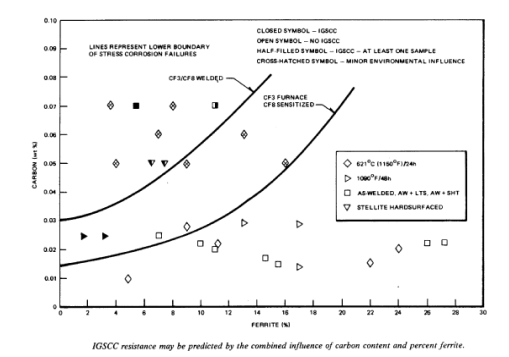 0.10
0.09
0.08
0.07
0.06
0.05
0.04
0.03
0.02
0.01
0
CARBON (wt %)
LINES REPRESENT LOWER BOUNDARY
OF STRESS CORROSION FAILURES
CLOSED SYMBOL – IGSCC
OPEN SYMBOL – NO IGSCC
HALF-FILLED SYMBOL – IGSCC – AT LEAST ONE SAMPLE
CROSS-HATCHED SYMBOL – MINOR ENVIRONMENTAL INFLUENCE
CF3/CF8 WELDED
CF3 FURNACE
CF8 SENSITIZED
621°C (1150°F)/24h
1090°F/48h
AS-WELDED, AW + LTS, AW + SHT
STELLITE HARDSURFACED
0 2 4 6 8 10 12 14 16 18 20 22 24 26 28 30
FERRITE (%)
IGSCC resistance may be predicted by the combined influence of carbon content and percent ferrite.